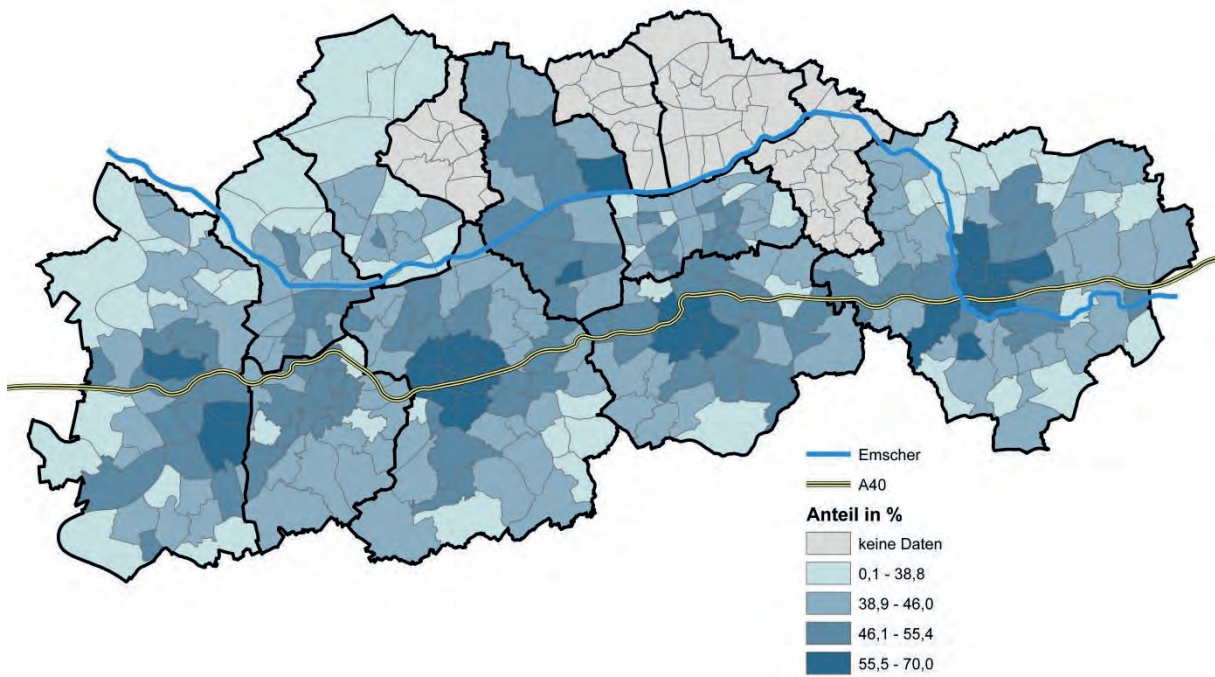 Emscher
A40
Anteil in %
keine Daten
0,1 - 38,8
38,9 - 46,0
46,1 - 55,4
55,5 - 70,0